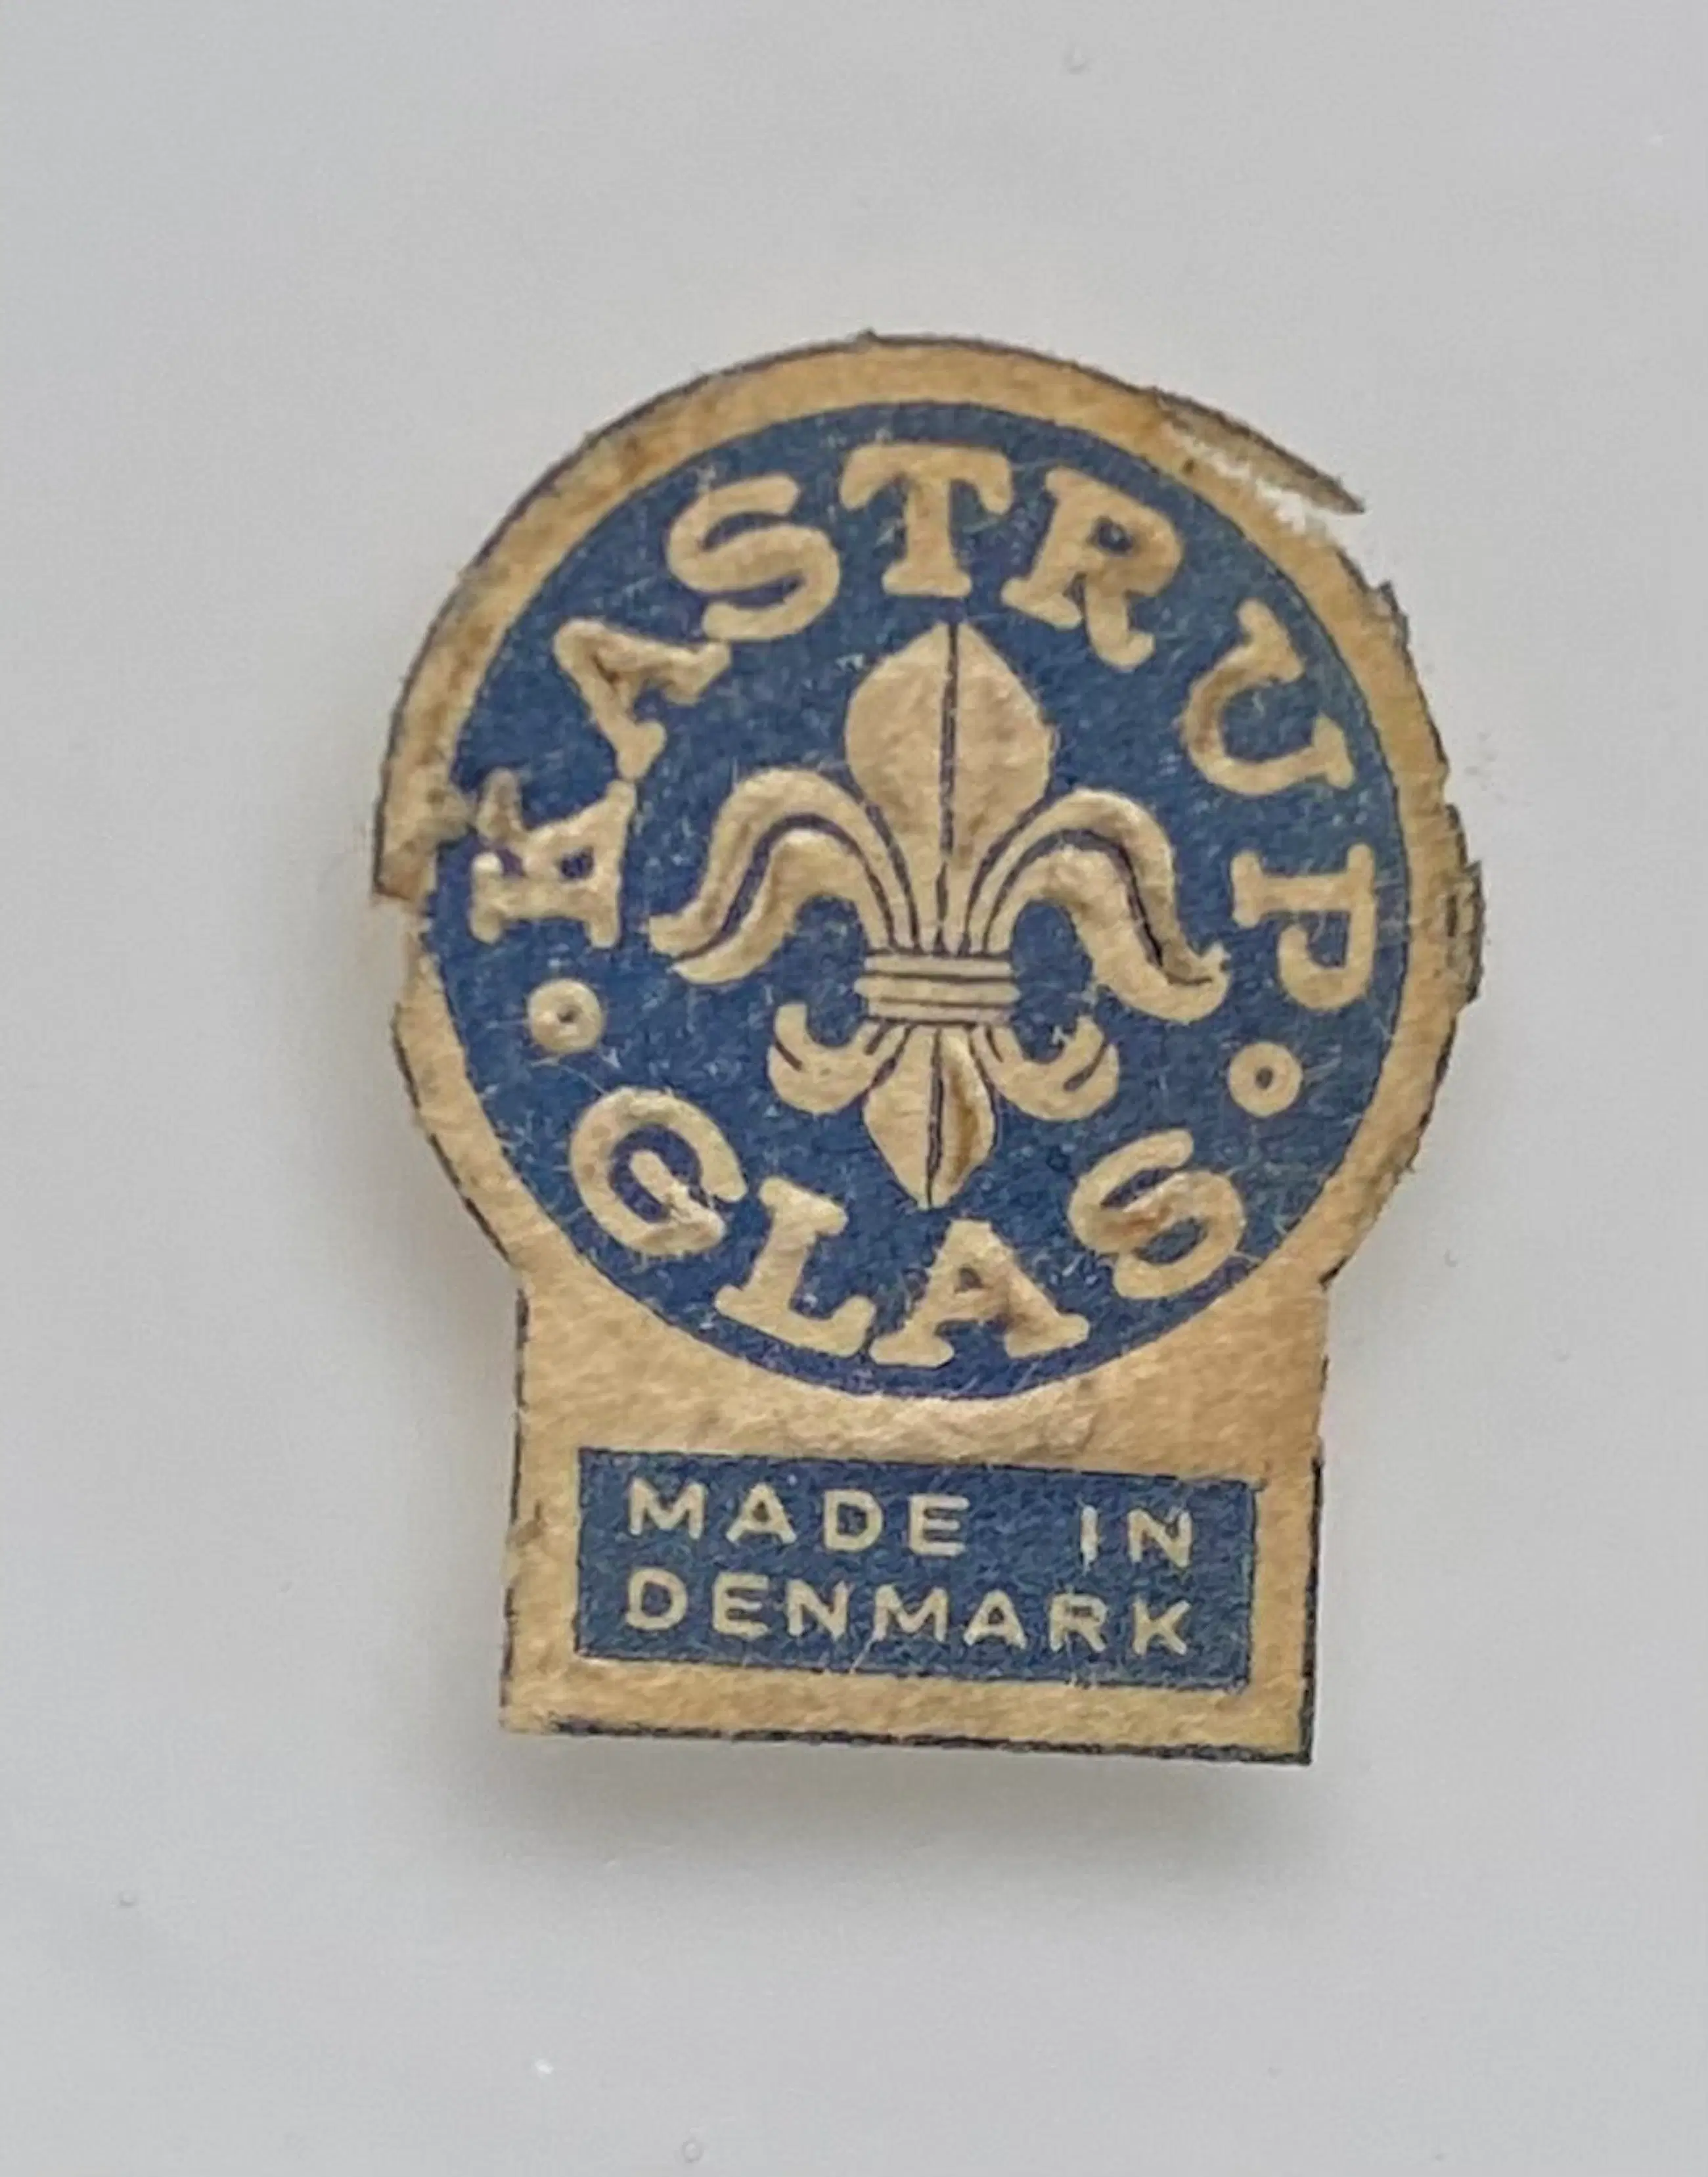 KASTRUP
GLAS
MADE IN
DENMARK